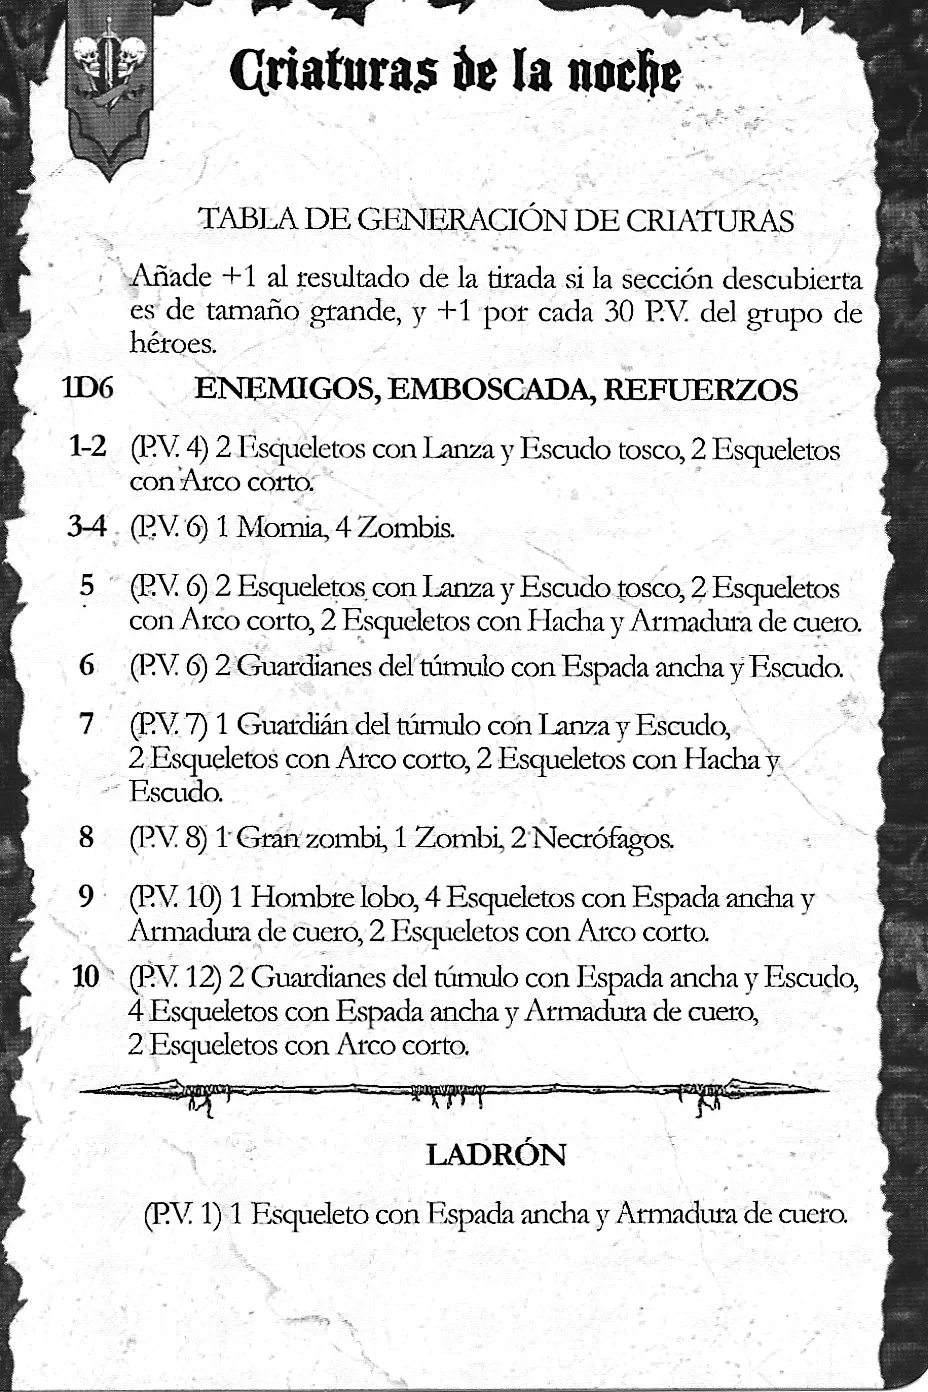 Criaturas de la noche
TABLA DE GENERACIÓN DE CRIATURAS
Añade +1 al resultado de la tirada si la sección descubierta
es de tamaño grande, y +1 por cada 30 P.V. del grupo de
héroes.
1D6 ENEMIGOS, EMBOSCADA, REFUERZOS
1-2 (P.V. 4) 2 Esqueletos con Lanza y Escudo tosco, 2 Esqueletos
con Arco corto.
3-4 (P.V. 6) 1 Momia, 4 Zombis.
5 (P.V. 6) 2 Esqueletos con Lanza y Escudo tosco, 2 Esqueletos
con Arco corto, 2 Esqueletos con Hacha y Armadura de cuero.
6 (P.V. 6) 2 Guardianes del túmulo con Espada ancha y Escudo.
7 (P.V. 7) 1 Guardián del túmulo con Lanza y Escudo,
2 Esqueletos con Arco corto, 2 Esqueletos con Hacha y
Escudo.
8 (P.V. 8) 1 Gran zombi, 1 Zombi, 2 Necrófagos.
9 (P.V. 10) 1 Hombre lobo, 4 Esqueletos con Espada ancha y
Armadura de cuero, 2 Esqueletos con Arco corto.
10 (P.V. 12) 2 Guardianes del túmulo con Espada ancha y Escudo,
4 Esqueletos con Espada ancha y Armadura de cuero,
2 Esqueletos con Arco corto.
LADRÓN
(P.V. 1) 1 Esqueleto con Espada ancha y Armadura de cuero.